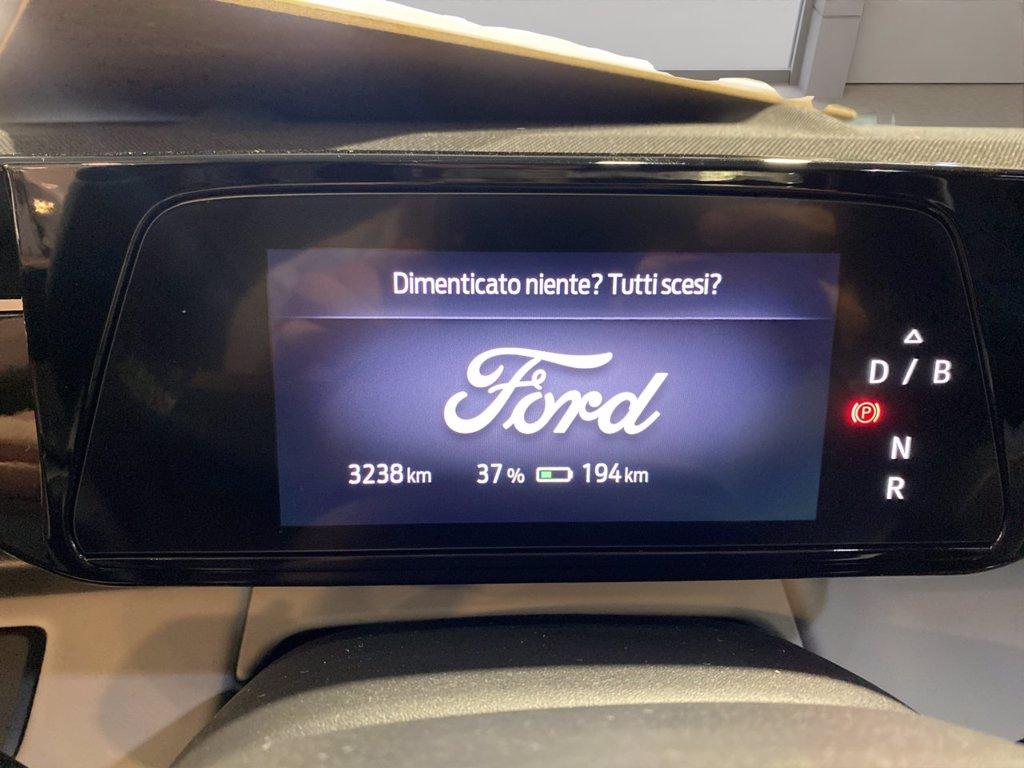 Dimenticato niente? Tutti scesi?
Ford
3238 km 37 % 194 km
D / B
P
N
R